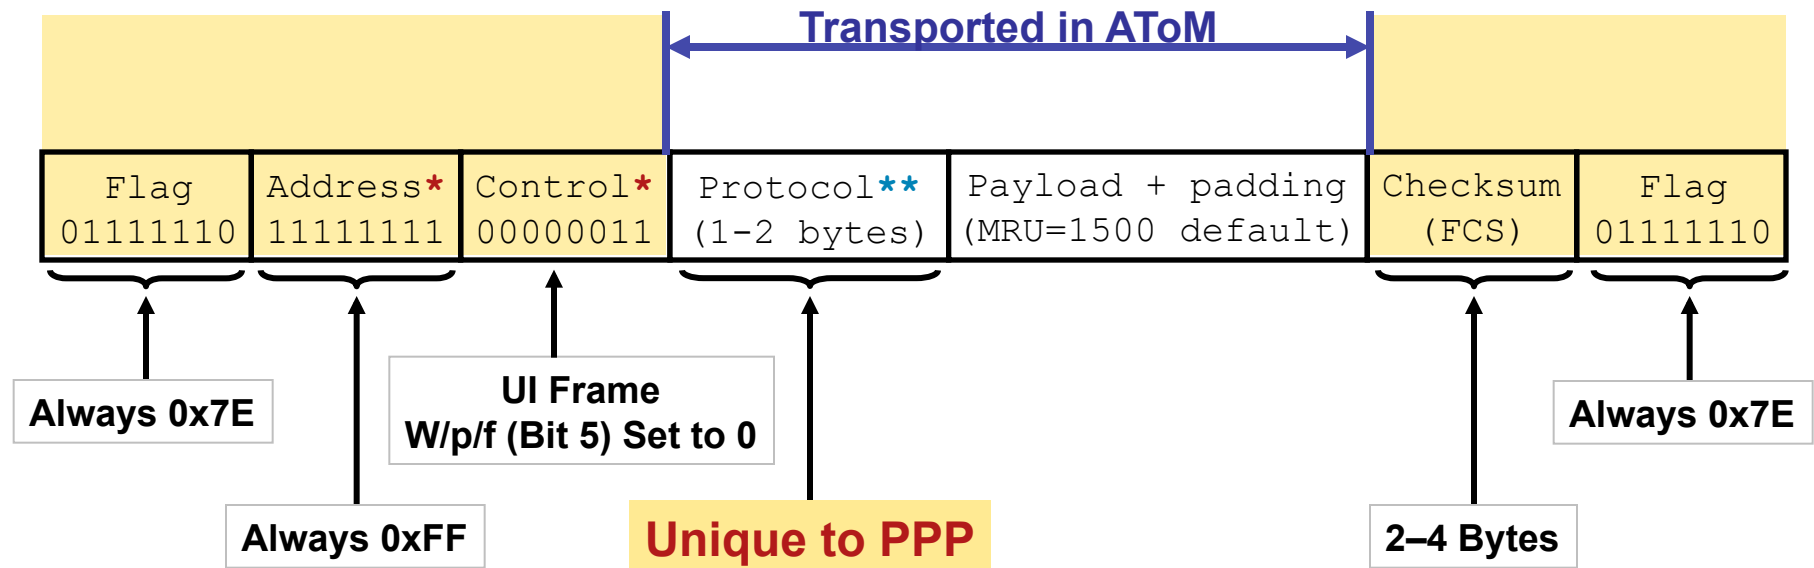 Transported in AToM
Flag Address* Control* Protocol** Payload + padding Checksum Flag
01111110 11111111 00000011 (1-2 bytes) (MRU=1500 default) (FCS) 01111110
Always 0x7E
UI Frame
W/p/f (Bit 5) Set to 0
Always 0x7E
Always 0xFF
Unique to PPP
2–4 Bytes